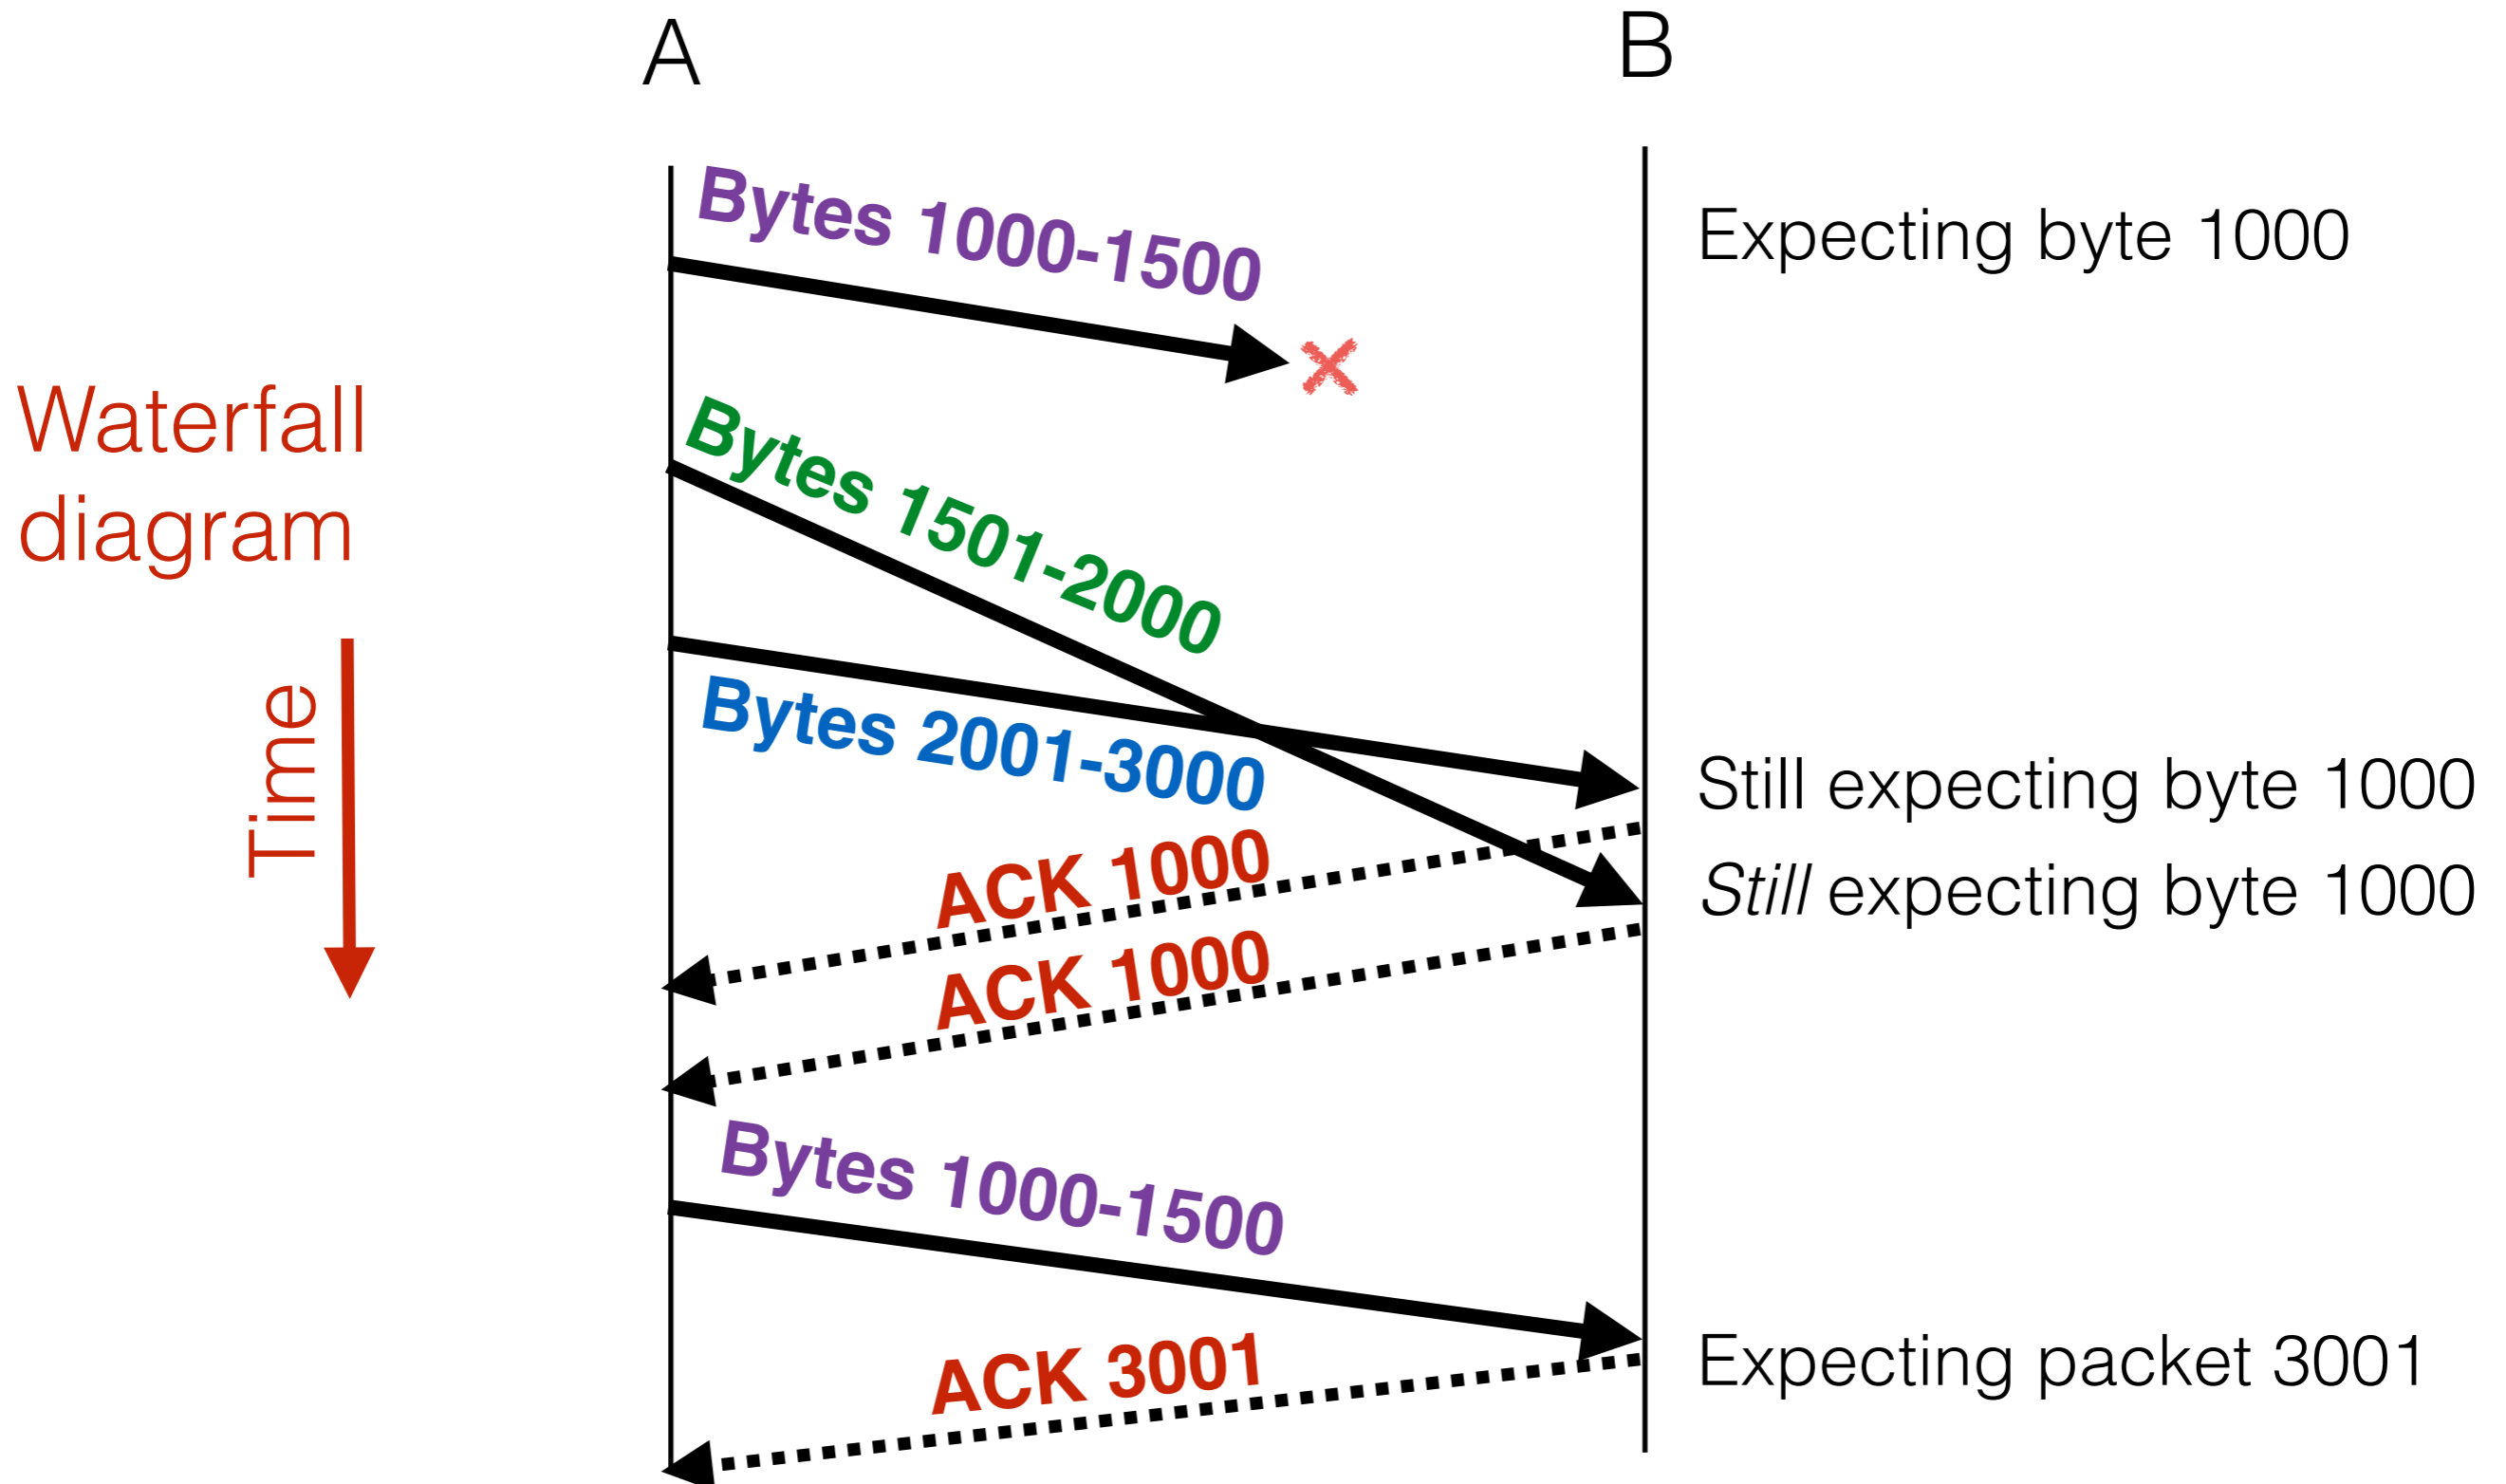 A
B
Bytes 1000-1500
Expecting byte 1000
Waterfall
diagram
Bytes 1501-2000
Time
Bytes 2001-3000
Still expecting byte 1000
ACK 1000
Still expecting byte 1000
ACK 1000
Bytes 1000-1500
ACK 3001
Expecting packet 3001